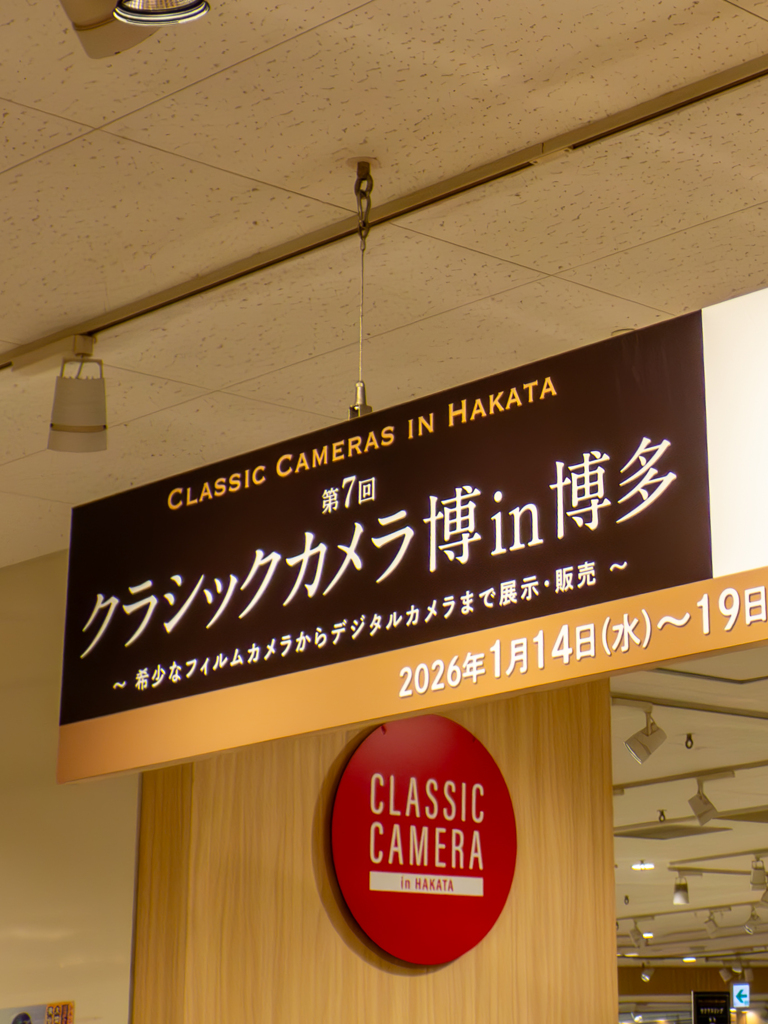 CLASSIC CAMERAS IN HAKATA
第7回
クラシックカメラ博in博多
～ 希少なフィルムカメラからデジタルカメラまで展示・販売 ～
2026年1月14日(水)～19日
CLASSIC
CAMERA
in HAKATA